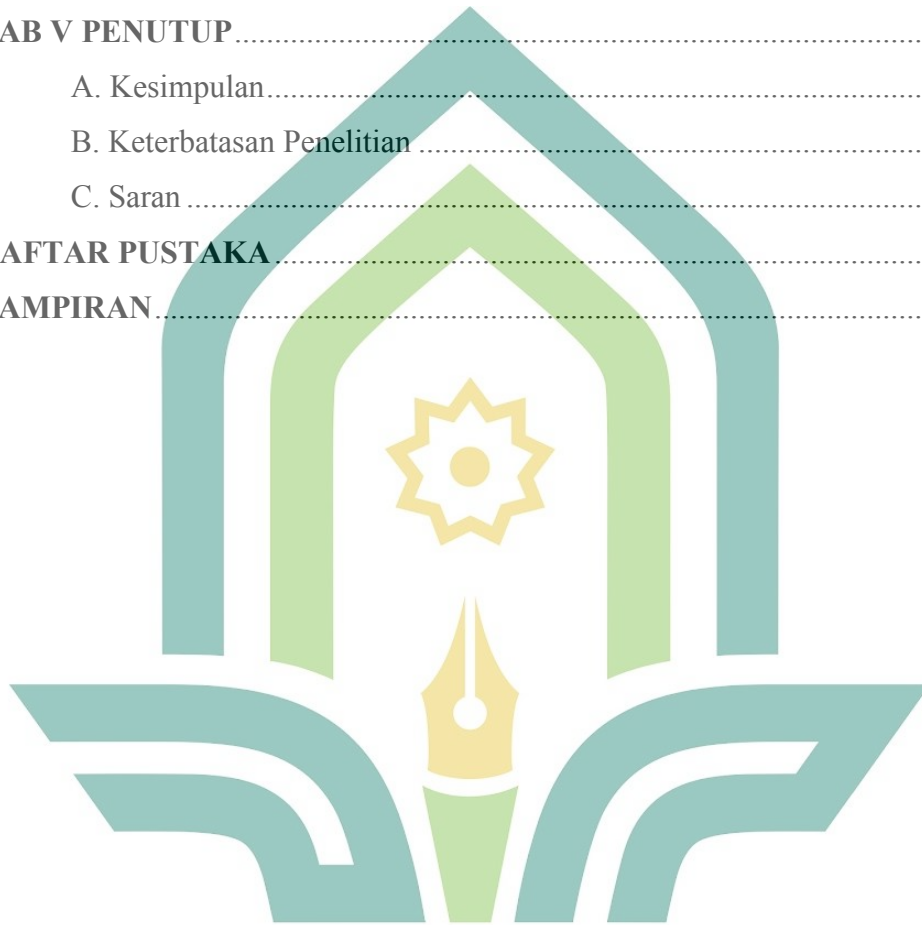 AB V PENUTUP................................................................................................
A. Kesimpulan.............................................................................................
B. Keterbatasan Penelitian ........................................................................
C. Saran ......................................................................................................
AFTAR PUSTAKA...........................................................................................
AMPIRAN..........................................................................................................